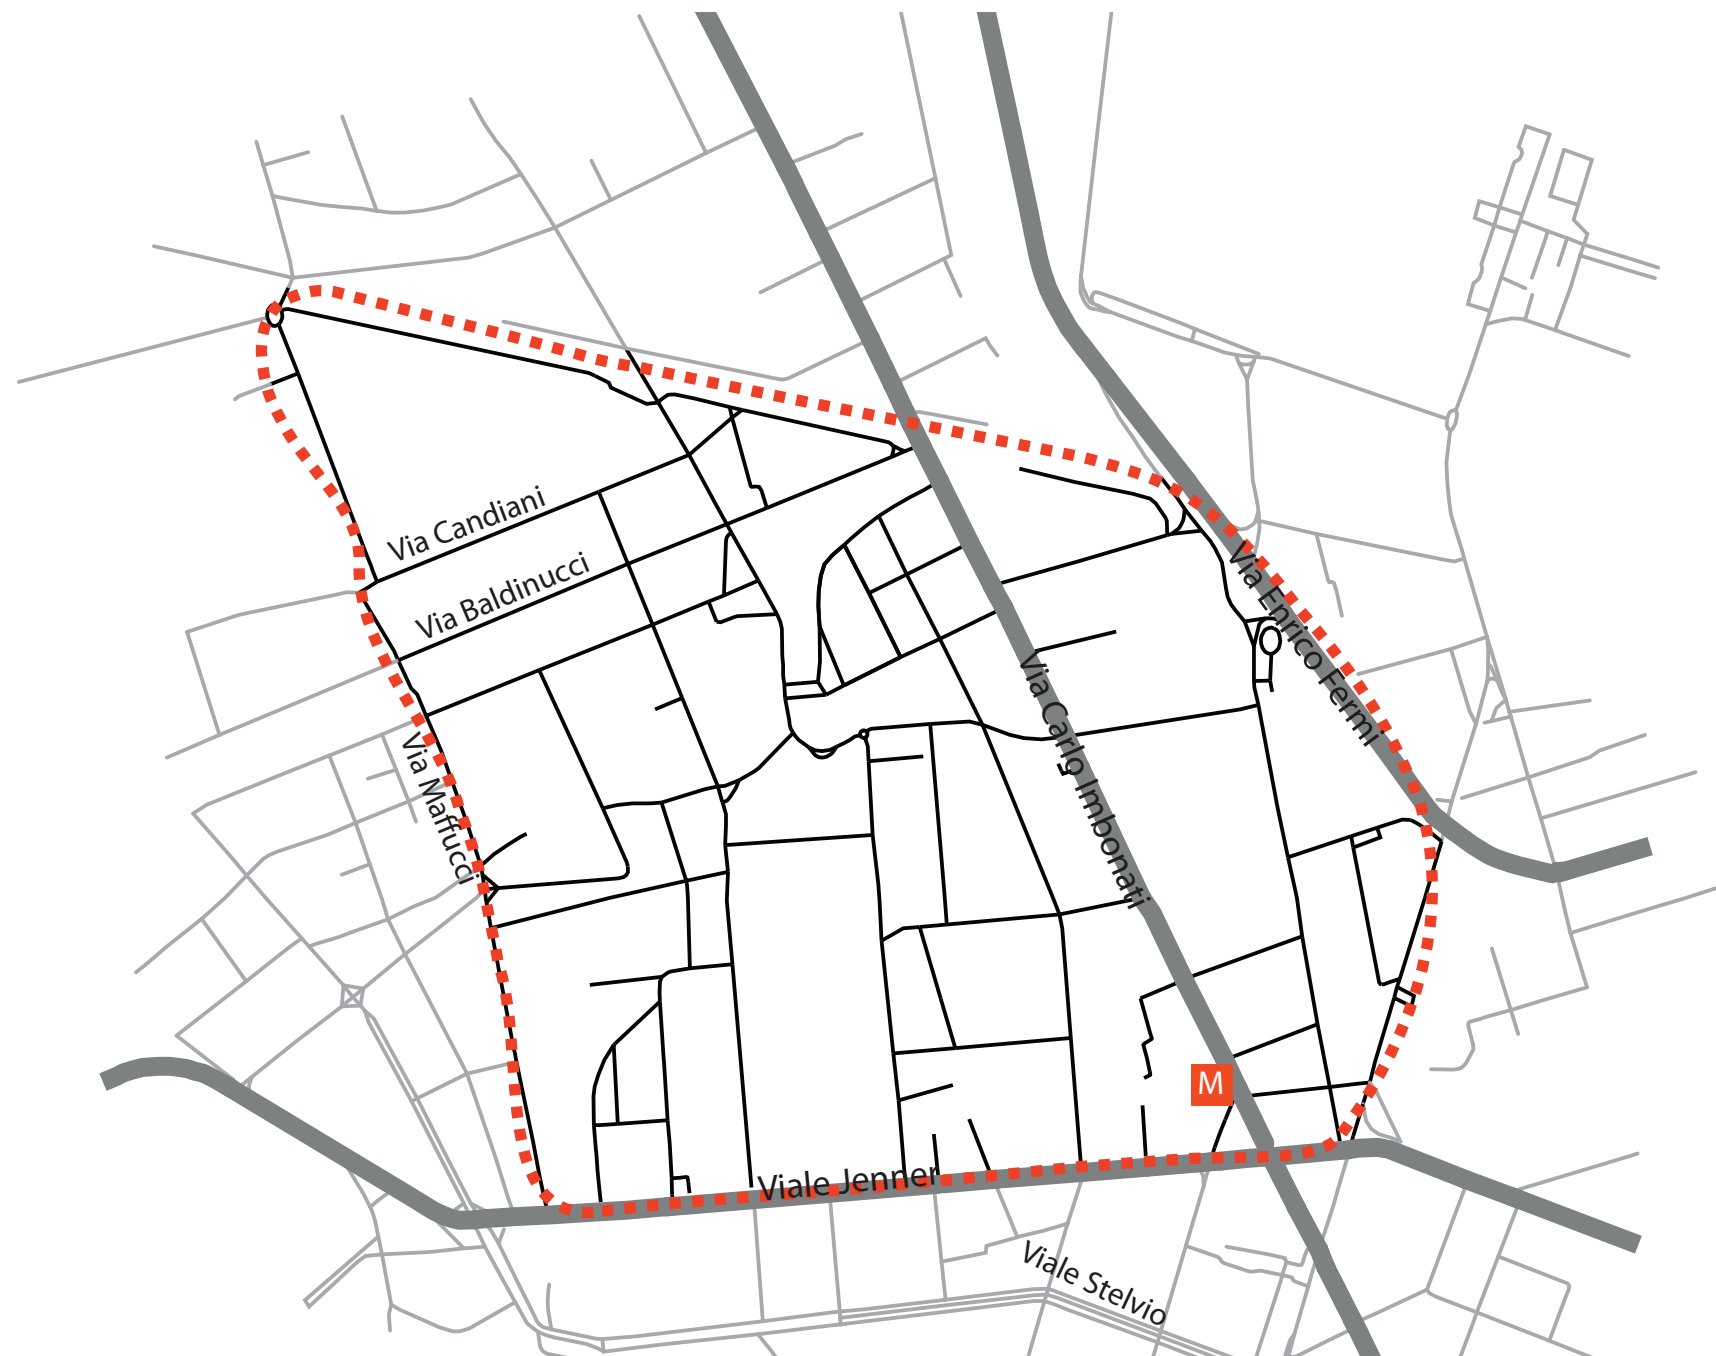 Via Candiani
Via Baldinucci
Via Enrico Fermi
Via Carlo Imbonati
Via Maffucci
M
Viale Jenner
Viale Stelvio